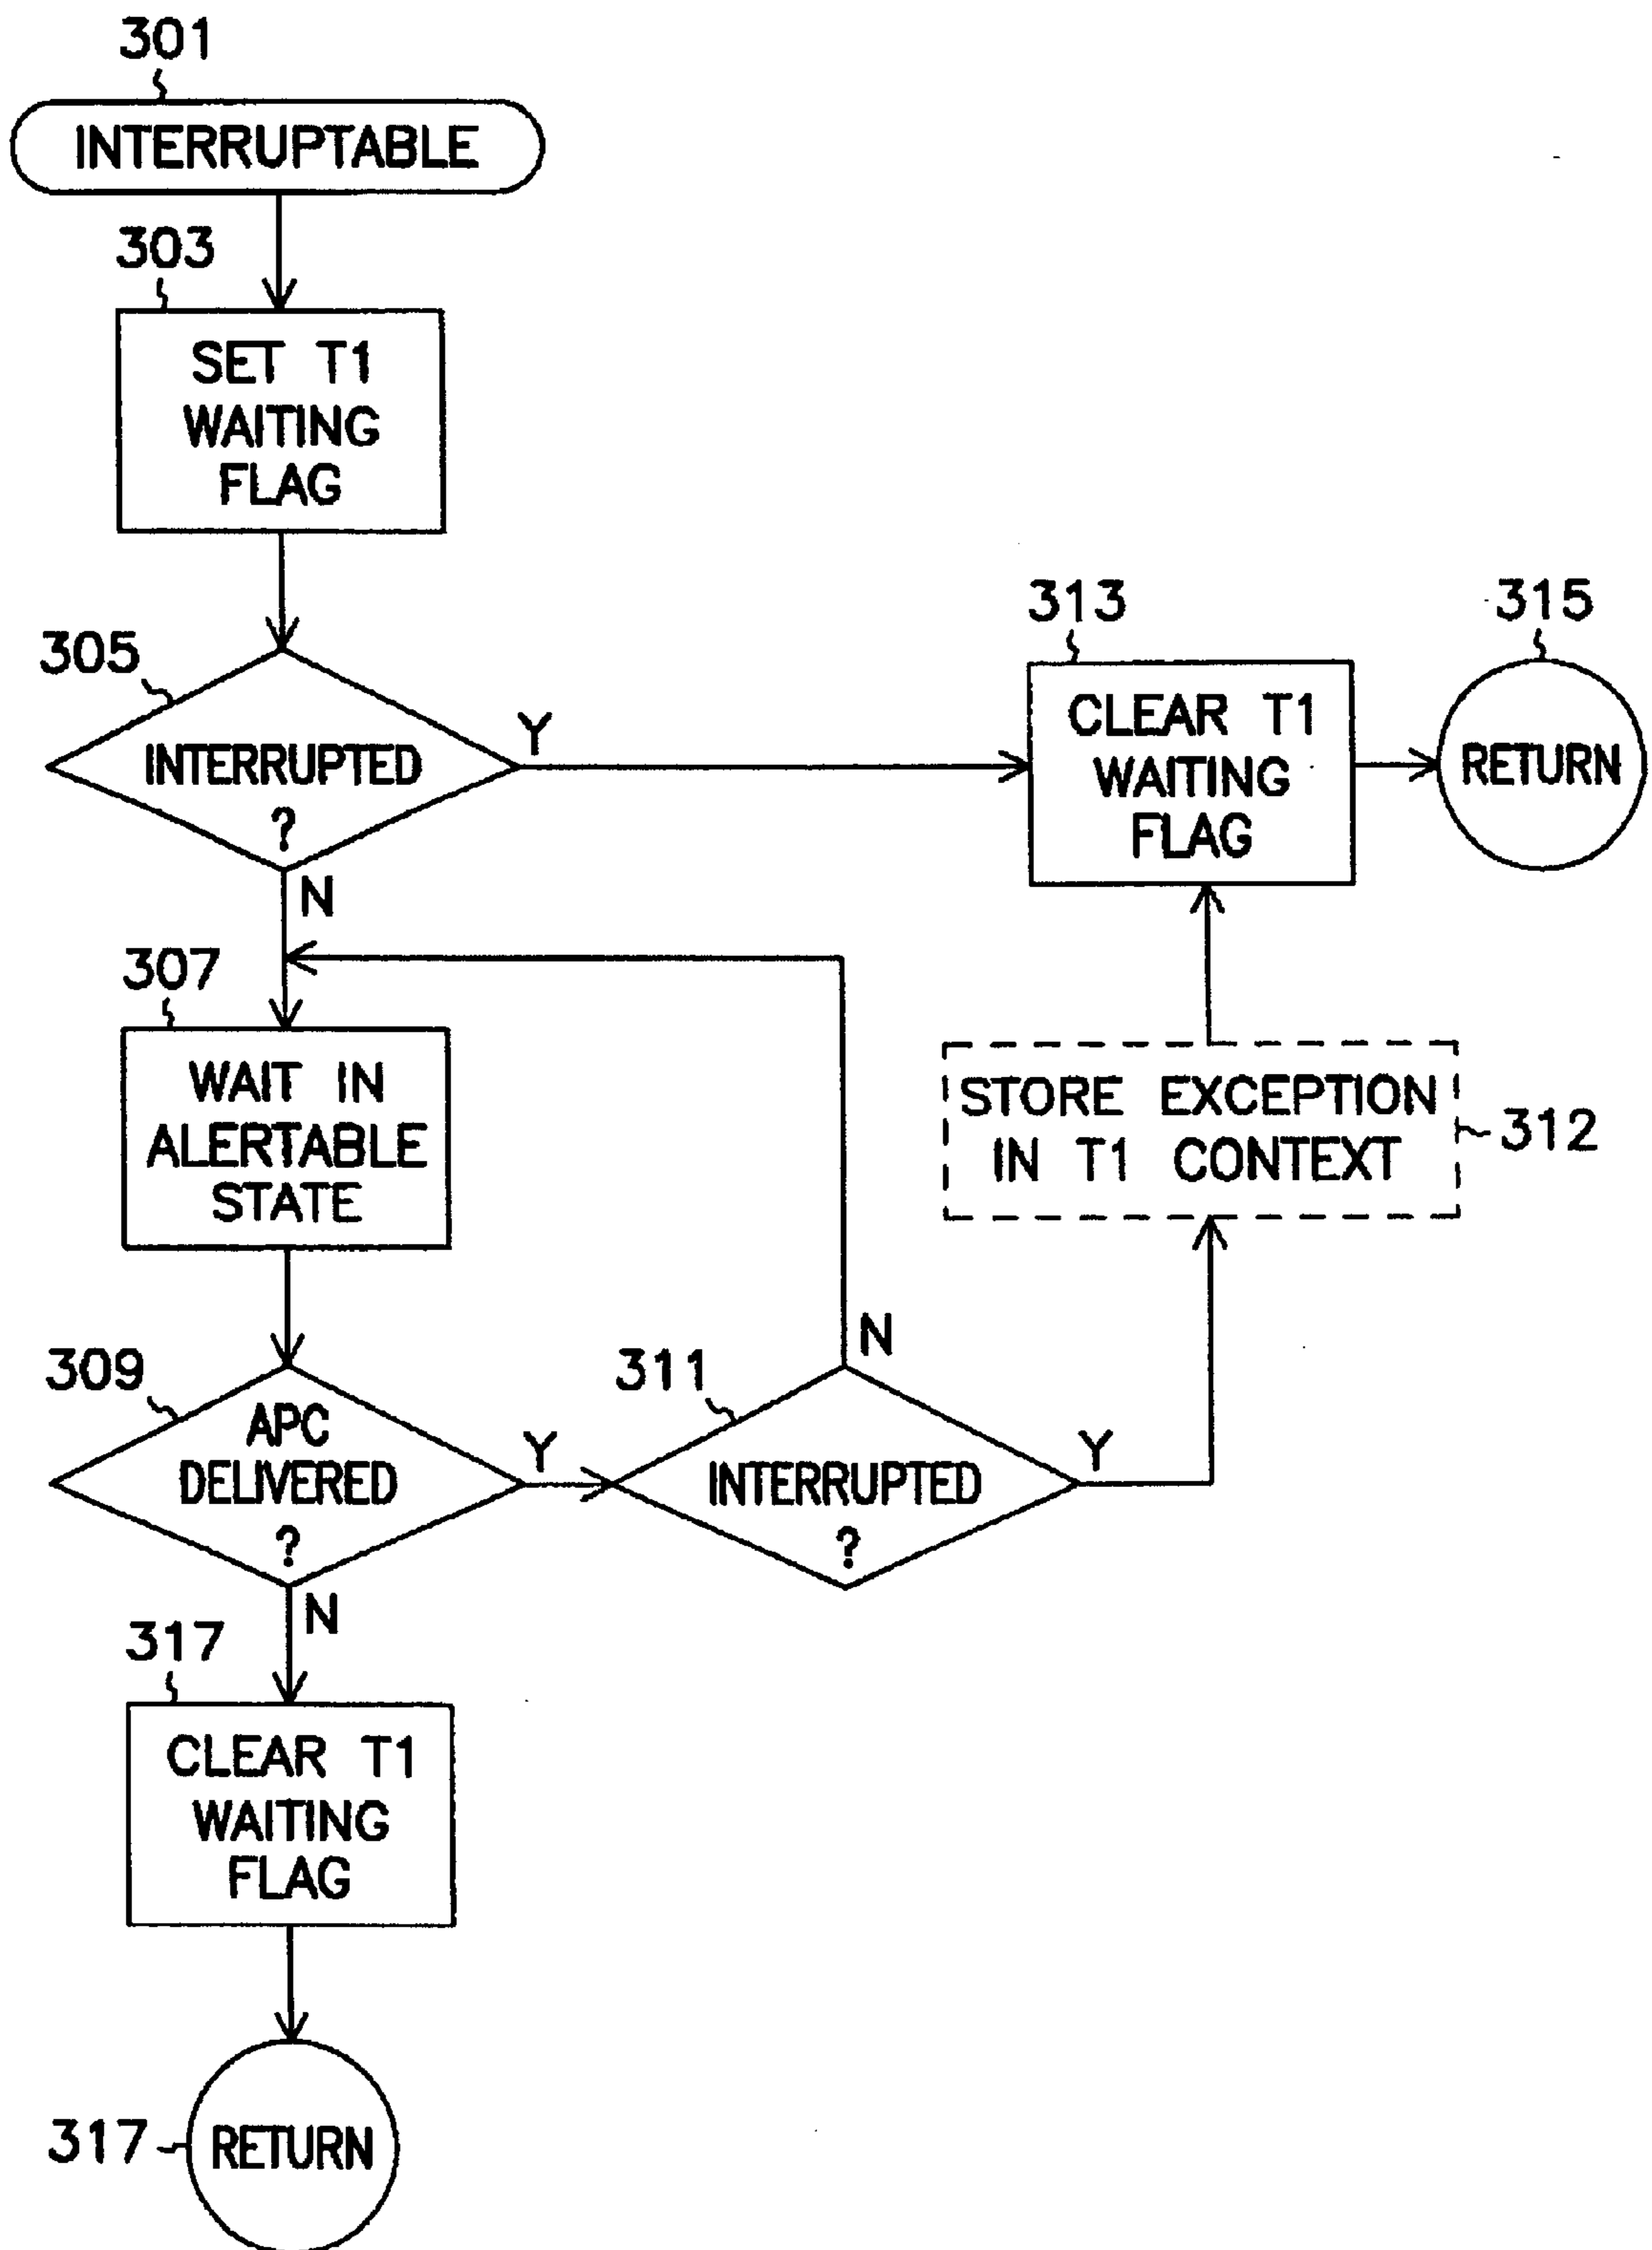 301
INTERRUPTABLE
303
SET T1
WAITING
FLAG
305
INTERRUPTED
?
Y
N
313
CLEAR T1
WAITING
FLAG
315
RETURN
307
WAIT IN
ALERTABLE
STATE
STORE EXCEPTION
IN T1 CONTEXT
312
309
APC
DELIVERED
?
Y
N
311
INTERRUPTED
?
N
Y
317
CLEAR T1
WAITING
FLAG
317
RETURN